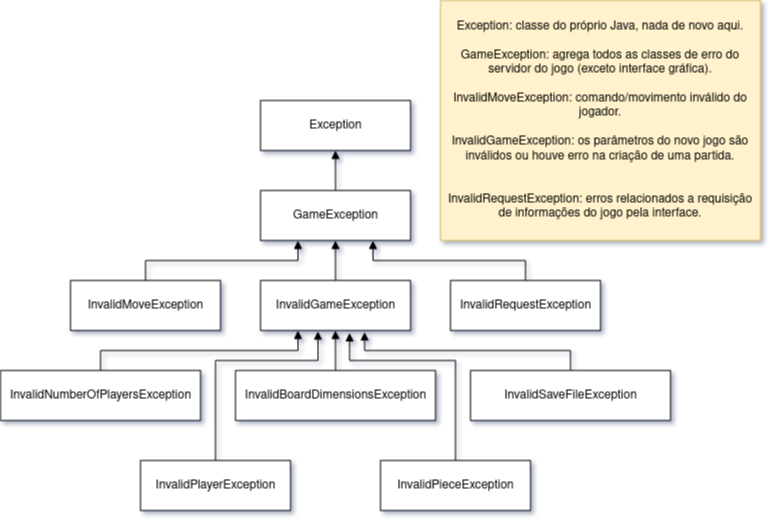 Exception: classe do próprio Java, nada de novo aqui.
GameException: agrega todos as classes de erro do
servidor do jogo (exceto interface gráfica).
InvalidMoveException: comando/movimento inválido do
jogador.
InvalidGameException: os parâmetros do novo jogo são
inválidos ou houve erro na criação de uma partida.
InvalidRequestException: erros relacionados a requisição
de informações do jogo pela interface.
Exception
GameException
InvalidMoveException
InvalidGameException
InvalidRequestException
InvalidNumberOfPlayersException
InvalidBoardDimensionsException
InvalidSaveFileException
InvalidPlayerException
InvalidPieceException